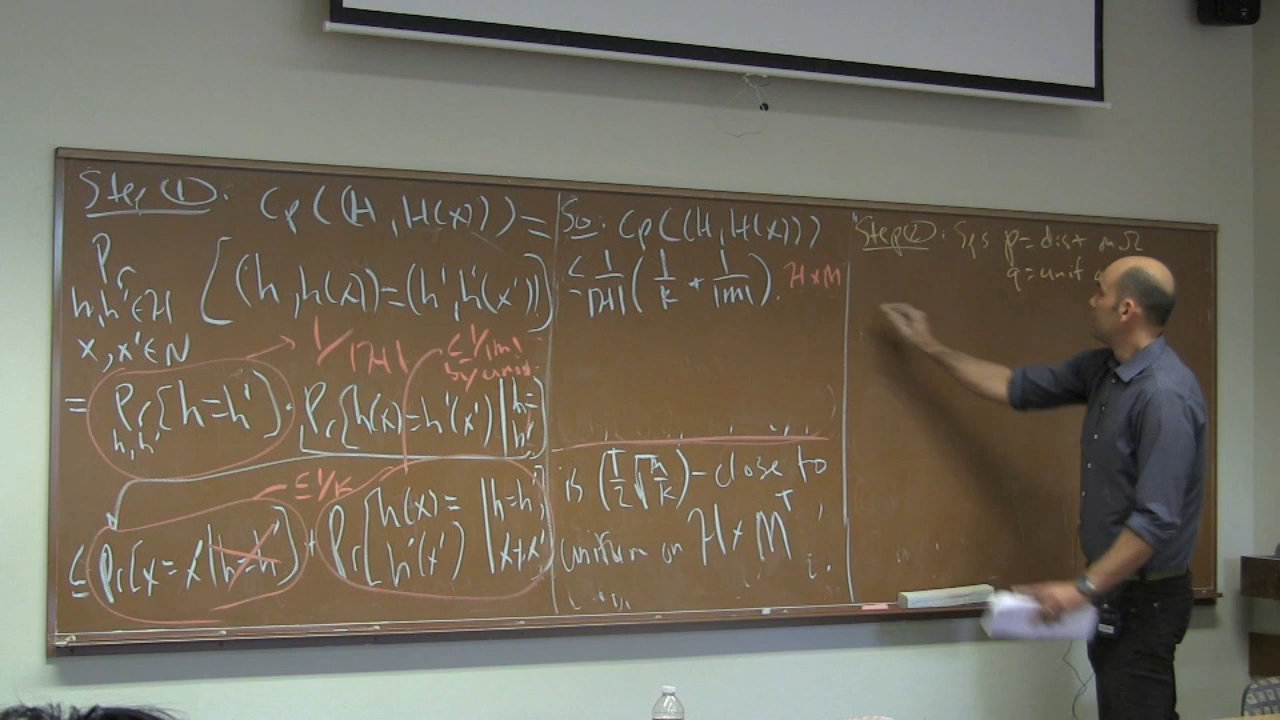 Step ①: Cp((H, H(x))) =
Pr
h,h'∈H
x,x'∈N
[(h,h(x))=(h',h'(x'))]
1/|H|
≤ 1/|M|
by univ.
= Pr[h=h'] · Pr[h(x)=h'(x') | h=h']
h,h'
≤ 1/K
≤ Pr[x=x'|h=h'] + Pr[h(x)=h'(x') | h=h', x≠x']
So: Cp((H, H(x)))
≤ 1/|H| (1/K + 1/|M|). H×M
is (1/2 √)-close to
uniform on H×M
Step ②: Sps p=dist on Ω
q=unif